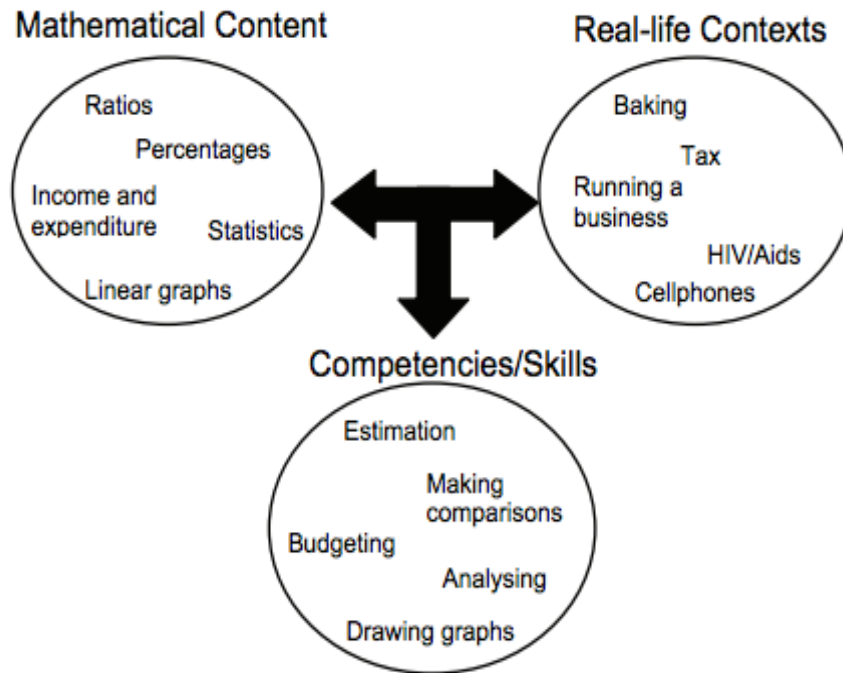 Mathematical Content
Ratios
Percentages
Income and
expenditure
Statistics
Linear graphs
Real-life Contexts
Baking
Tax
Running a
business
HIV/Aids
Cellphones
Competencies/Skills
Estimation
Making
comparisons
Budgeting
Analysing
Drawing graphs